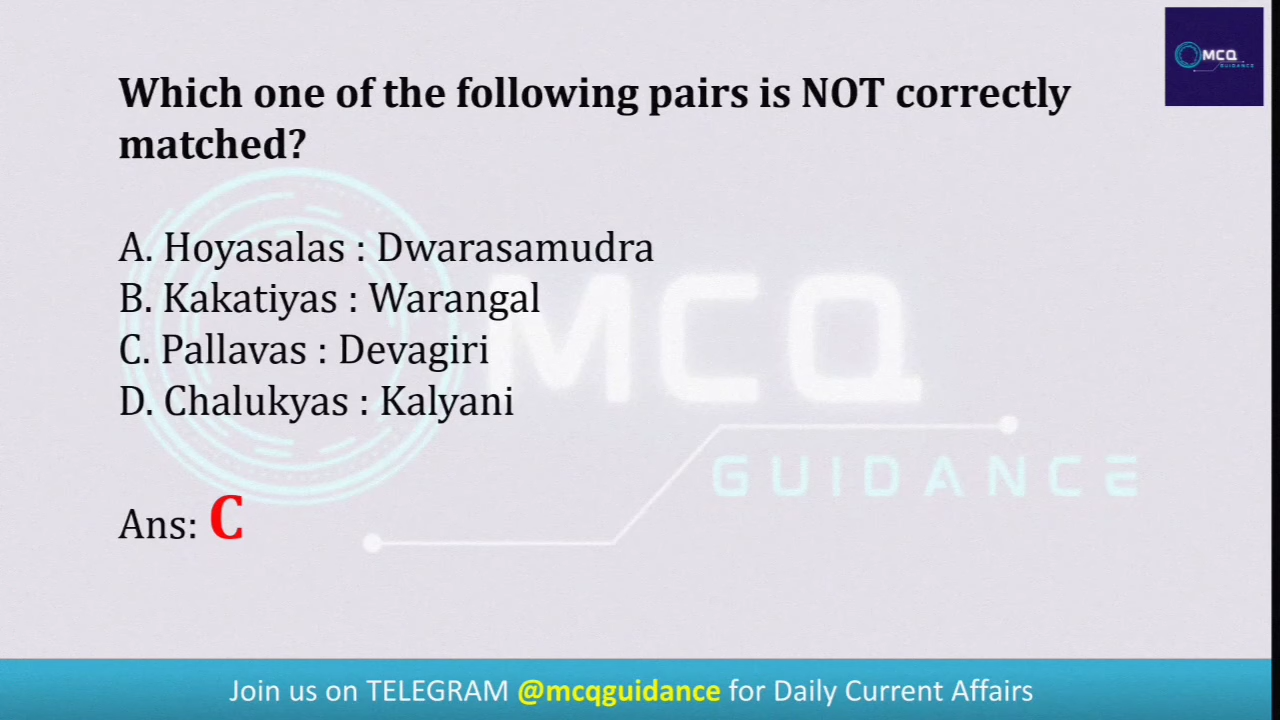 MCQ
GUIDANCE
Which one of the following pairs is NOT correctly
matched?
A. Hoyasalas : Dwarasamudra
B. Kakatiyas : Warangal
C. Pallavas : Devagiri
D. Chalukyas : Kalyani
MCQ
GUIDANCE
Ans: C
Join us on TELEGRAM @mcqguidance for Daily Current Affairs